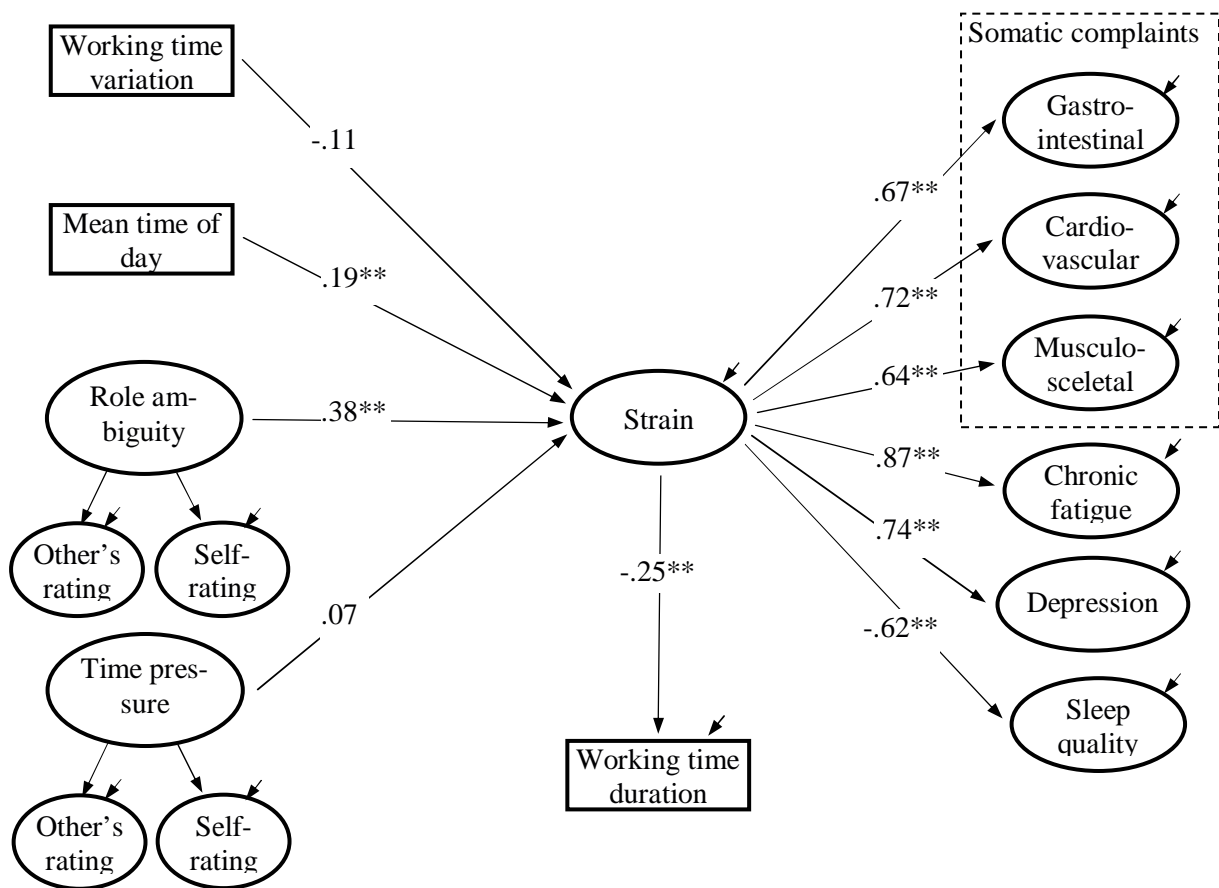 Working time
variation
-.11
Mean time of
day
.19**
Role am-
biguity
.38**
Other's
rating
Self-
rating
Time pres-
sure
.07
Other's
rating
Self-
rating
Strain
-.25**
Working time
duration
Somatic complaints
Gastro-
intestinal
.67**
Cardio-
vascular
.72**
Musculo-
sceletal
.64**
Chronic
fatigue
.87**
Depression
.74**
Sleep
quality
-.62**